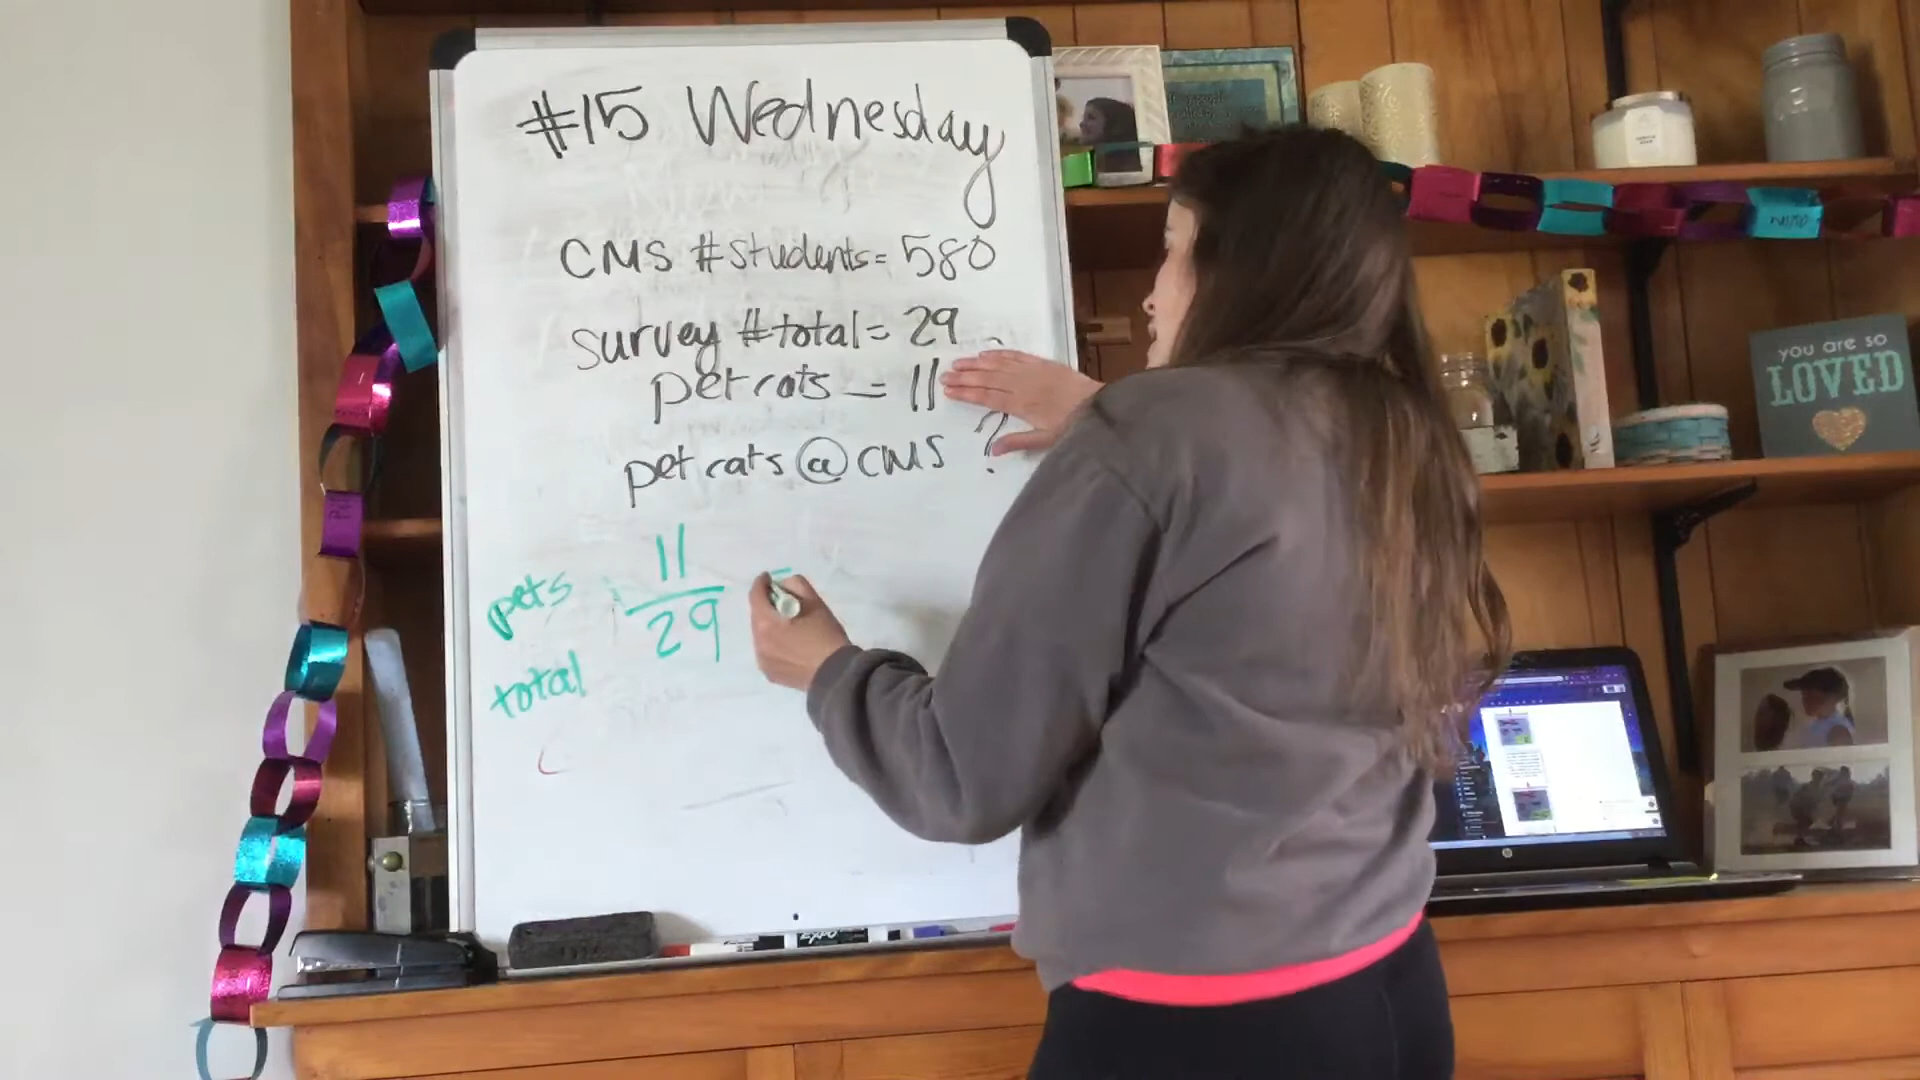 #15 Wednesday
CMS # students = 580
survey # total = 29
pet cats = 11
pet cats @ CMS ?
pets 11
total 29
=
you are so
LOVED
EXPO